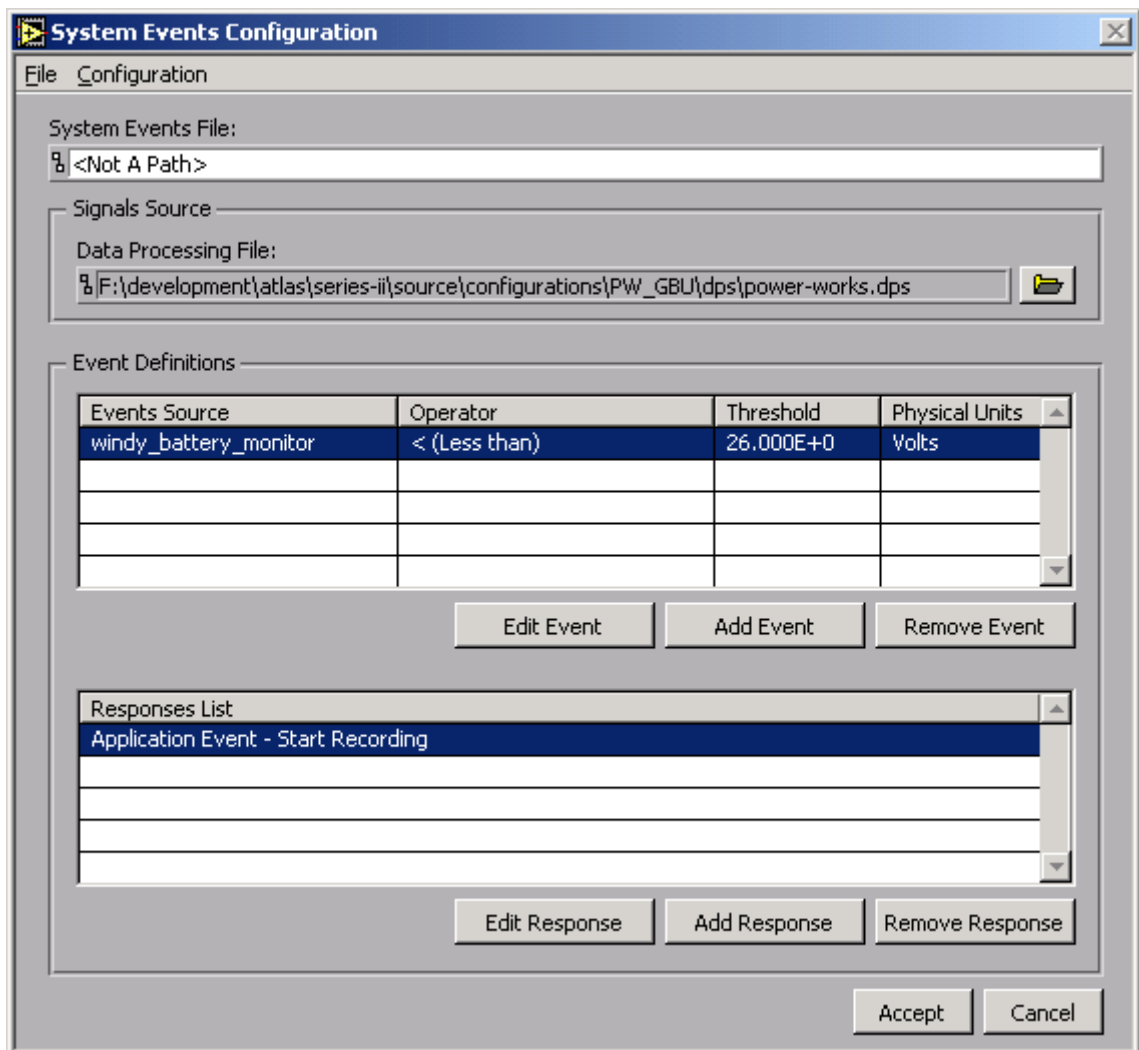 System Events Configuration
File Configuration
System Events File:
<Not A Path>
Signals Source
Data Processing File:
F:\development\atlas\series-ii\source\configurations\PW_GBU\dps\power-works.dps
Event Definitions
Events Source Operator Threshold Physical Units
windy_battery_monitor < (Less than) 26.000E+0 Volts
Edit Event Add Event Remove Event
Responses List
Application Event - Start Recording
Edit Response Add Response Remove Response
Accept Cancel